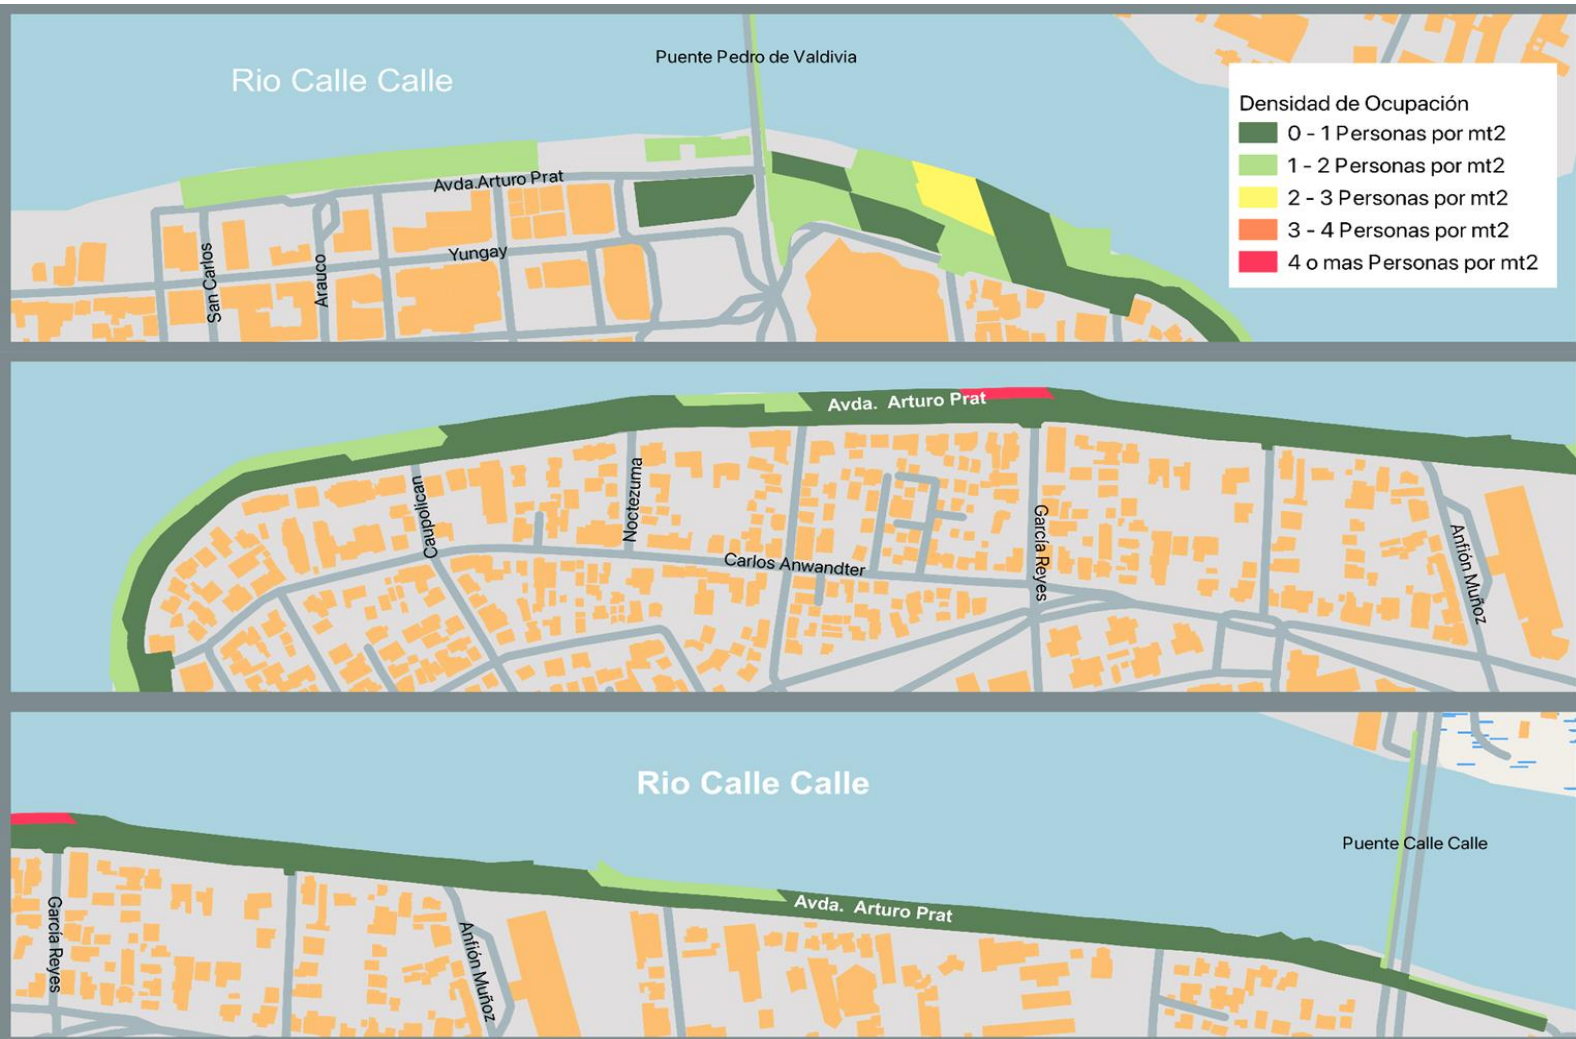 Puente Pedro de Valdivia
Rio Calle Calle
Densidad de Ocupación
0 - 1 Personas por mt2
1 - 2 Personas por mt2
2 - 3 Personas por mt2
3 - 4 Personas por mt2
4 o mas Personas por mt2
Avda.Arturo Prat
Yungay
San Carlos
Arauco
Avda. Arturo Prat
Caupolican
Noctezuma
Carlos Anwandter
García Reyes
Anfión Muñoz
Rio Calle Calle
Puente Calle Calle
Avda. Arturo Prat
García Reyes
Anfión Muñoz